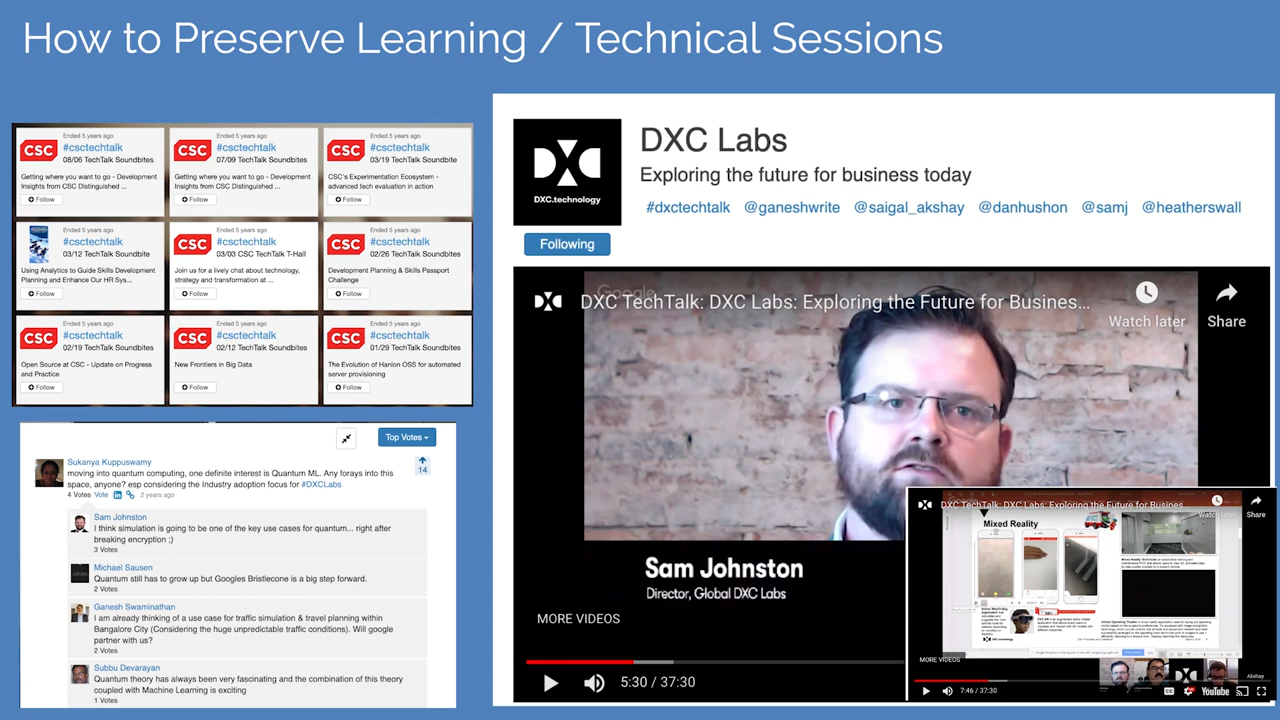 How to Preserve Learning / Technical Sessions
CSC
Ended 5 years ago
#csctechtalk
08/06 TechTalk Soundbites
Getting where you want to go - Development
Insights from CSC Distinguished ...
Follow
CSC
Ended 5 years ago
#csctechtalk
07/09 TechTalk Soundbites
Getting where you want to go - Development
Insights from CSC Distinguished ...
Follow
CSC
Ended 5 years ago
#csctechtalk
03/19 TechTalk Soundbite
CSC's Experimentation Ecosystem -
advanced tech evaluation in action
Follow
Ended 5 years ago
#csctechtalk
03/12 TechTalk Soundbite
Using Analytics to Guide Skills Development
Planning and Enhance Our HR Sys...
Follow
CSC
Ended 5 years ago
#csctechtalk
03/03 CSC TechTalk T-Hall
Join us for a lively chat about technology,
strategy and transformation at ...
Follow
CSC
Ended 5 years ago
#csctechtalk
02/26 TechTalk Soundbites
Development Planning & Skills Passport
Challenge
Follow
CSC
Ended 5 years ago
#csctechtalk
02/19 TechTalk Soundbites
Open Source at CSC - Update on Progress
and Practice
Follow
CSC
Ended 5 years ago
#csctechtalk
02/12 TechTalk Soundbites
New Frontiers in Big Data
Follow
CSC
Ended 5 years ago
#csctechtalk
01/29 TechTalk Soundbites
The Evolution of Hanlon OSS for automated
server provisioning
Follow
Top Votes
Sukanya Kuppuswamy
moving into quantum computing, one definite interest is Quantum ML. Any forays into this
space, anyone? esp considering the Industry adoption focus for #DXCLabs
4 Votes Vote in 2 years ago
14
Sam Johnston
I think simulation is going to be one of the key use cases for quantum... right after
breaking encryption ;)
3 Votes
Michael Sausen
Quantum still has to grow up but Googles Bristlecone is a big step forward.
2 Votes
Ganesh Swaminathan
I am already thinking of a use case for traffic simulation & travel planning within
Bangalore City (Considering the huge unpredictable traffic conditions) Will google
partner with us?
2 Votes
Subbu Devarayan
Quantum theory has always been very fascinating and the combination of this theory
coupled with Machine Learning is exciting
1 Votes
DXC.technology
DXC Labs
Exploring the future for business today
#dxctechtalk @ganeshwrite @saigal_akshay @danhushon @samj @heatherswall
Following
Google
DXC TechTalk: DXC Labs: Exploring the Future for Busines...
Watch later
Share
Sam Johnston
Director, Global DXC Labs
MORE VIDEOS
5:30 / 37:30
DXC TechTalk: DXC Labs: Exploring the Future for Busines
Watch later
Share
Mixed Reality
MORE VIDEOS
Akshay
7:46 / 37:30
CC
YouTube